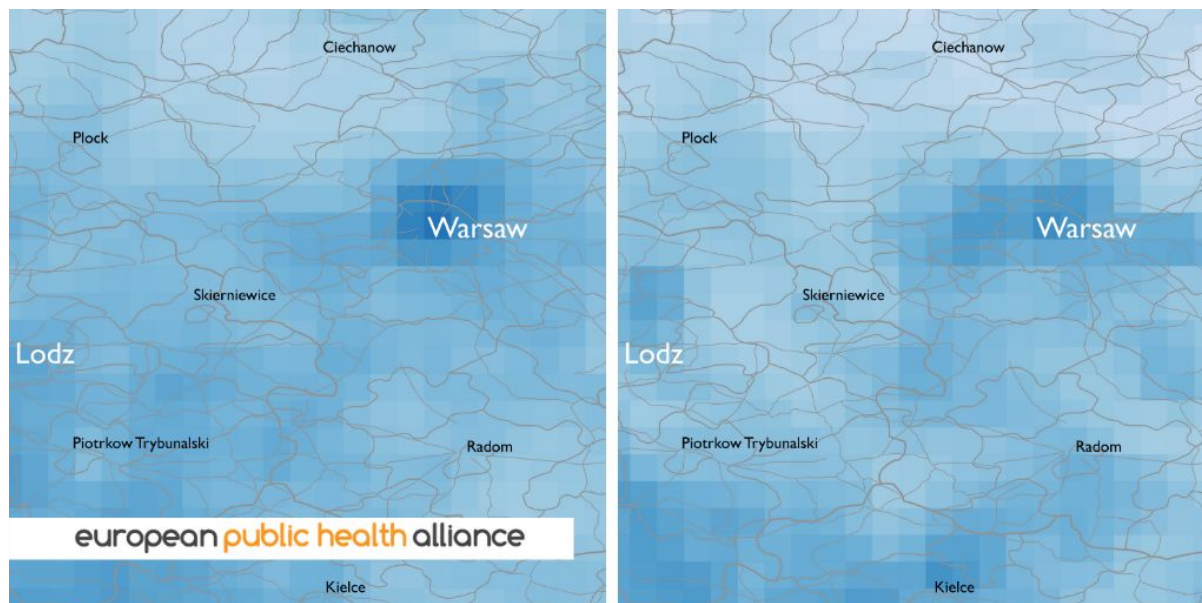 Ciechanow
Plock
Warsaw
Skierniewice
Lodz
Piotrkow Trybunalski
Radom
european public health alliance
Kielce
Ciechanow
Plock
Warsaw
Skierniewice
Lodz
Piotrkow Trybunalski
Radom
Kielce